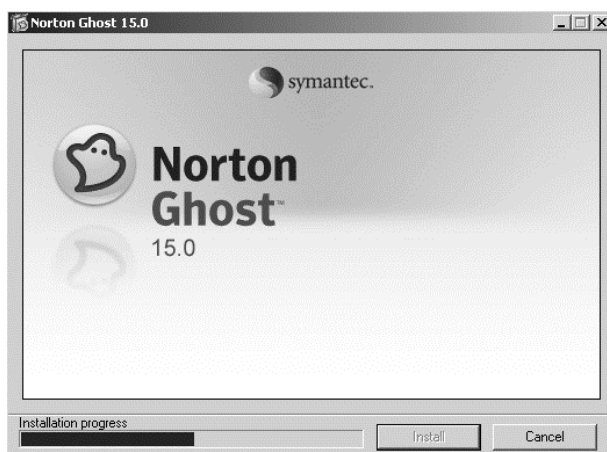 Norton Ghost 15.0
symantec.
Norton
Ghost™
15.0
Installation progress
Install
Cancel